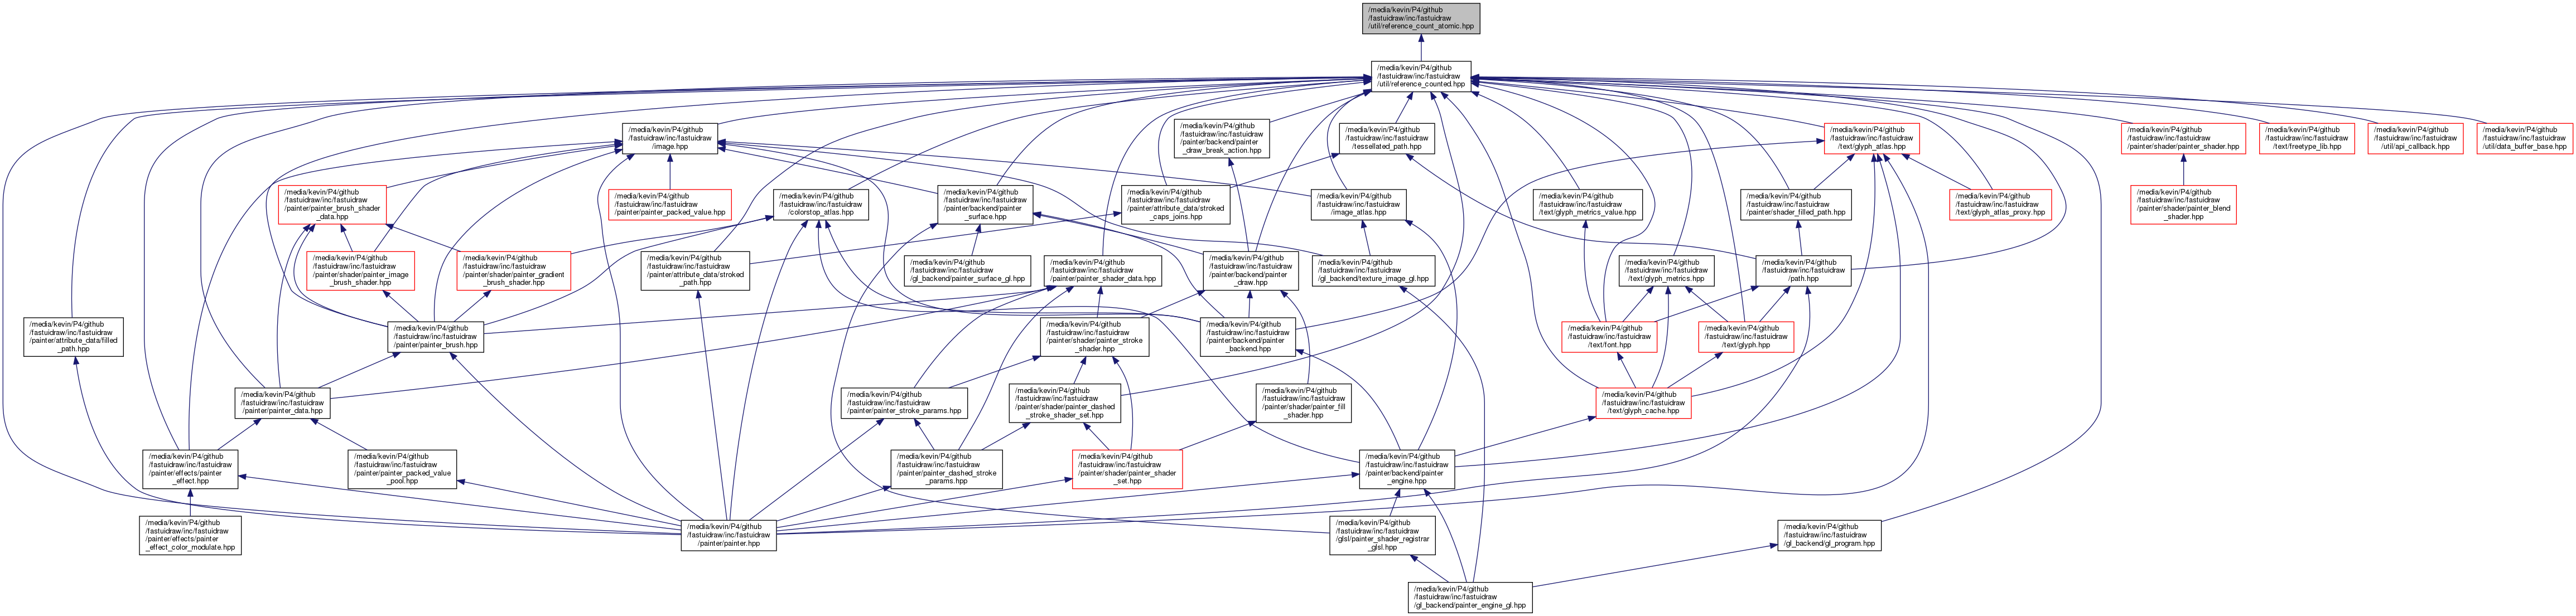 /media/kevin/P4/github
/fastuidraw/inc/fastuidraw
/util/reference_count_atomic.hpp
/media/kevin/P4/github
/fastuidraw/inc/fastuidraw
/util/reference_counted.hpp
/media/kevin/P4/github
/fastuidraw/inc/fastuidraw
/image.hpp
/media/kevin/P4/github
/fastuidraw/inc/fastuidraw
/painter/backend/painter
_draw_break_action.hpp
/media/kevin/P4/github
/fastuidraw/inc/fastuidraw
/tessellated_path.hpp
/media/kevin/P4/github
/fastuidraw/inc/fastuidraw
/text/glyph_atlas.hpp
/media/kevin/P4/github
/fastuidraw/inc/fastuidraw
/painter/shader/painter_shader.hpp
/media/kevin/P4/github
/fastuidraw/inc/fastuidraw
/text/freetype_lib.hpp
/media/kevin/P4/github
/fastuidraw/inc/fastuidraw
/util/api_callback.hpp
/media/kevin/P4/github
/fastuidraw/inc/fastuidraw
/util/data_buffer_base.hpp
/media/kevin/P4/github
/fastuidraw/inc/fastuidraw
/painter/painter_brush_shader
_data.hpp
/media/kevin/P4/github
/fastuidraw/inc/fastuidraw
/painter/painter_packed_value.hpp
/media/kevin/P4/github
/fastuidraw/inc/fastuidraw
/colorstop_atlas.hpp
/media/kevin/P4/github
/fastuidraw/inc/fastuidraw
/painter/backend/painter
_surface.hpp
/media/kevin/P4/github
/fastuidraw/inc/fastuidraw
/painter/attribute_data/stroked
_caps_joins.hpp
/media/kevin/P4/github
/fastuidraw/inc/fastuidraw
/image_atlas.hpp
/media/kevin/P4/github
/fastuidraw/inc/fastuidraw
/text/glyph_metrics_value.hpp
/media/kevin/P4/github
/fastuidraw/inc/fastuidraw
/painter/shader_filled_path.hpp
/media/kevin/P4/github
/fastuidraw/inc/fastuidraw
/text/glyph_atlas_proxy.hpp
/media/kevin/P4/github
/fastuidraw/inc/fastuidraw
/painter/shader/painter_blend
_shader.hpp
/media/kevin/P4/github
/fastuidraw/inc/fastuidraw
/painter/shader/painter_image
_brush_shader.hpp
/media/kevin/P4/github
/fastuidraw/inc/fastuidraw
/painter/shader/painter_gradient
_brush_shader.hpp
/media/kevin/P4/github
/fastuidraw/inc/fastuidraw
/painter/attribute_data/stroked
_path.hpp
/media/kevin/P4/github
/fastuidraw/inc/fastuidraw
/gl_backend/painter_surface_gl.hpp
/media/kevin/P4/github
/fastuidraw/inc/fastuidraw
/painter/painter_shader_data.hpp
/media/kevin/P4/github
/fastuidraw/inc/fastuidraw
/painter/backend/painter
_draw.hpp
/media/kevin/P4/github
/fastuidraw/inc/fastuidraw
/gl_backend/texture_image_gl.hpp
/media/kevin/P4/github
/fastuidraw/inc/fastuidraw
/text/glyph_metrics.hpp
/media/kevin/P4/github
/fastuidraw/inc/fastuidraw
/path.hpp
/media/kevin/P4/github
/fastuidraw/inc/fastuidraw
/painter/attribute_data/filled
_path.hpp
/media/kevin/P4/github
/fastuidraw/inc/fastuidraw
/painter/painter_brush.hpp
/media/kevin/P4/github
/fastuidraw/inc/fastuidraw
/painter/shader/painter_stroke
_shader.hpp
/media/kevin/P4/github
/fastuidraw/inc/fastuidraw
/painter/backend/painter
_backend.hpp
/media/kevin/P4/github
/fastuidraw/inc/fastuidraw
/text/font.hpp
/media/kevin/P4/github
/fastuidraw/inc/fastuidraw
/text/glyph.hpp
/media/kevin/P4/github
/fastuidraw/inc/fastuidraw
/painter/painter_data.hpp
/media/kevin/P4/github
/fastuidraw/inc/fastuidraw
/painter/painter_stroke_params.hpp
/media/kevin/P4/github
/fastuidraw/inc/fastuidraw
/painter/shader/painter_dashed
_stroke_shader_set.hpp
/media/kevin/P4/github
/fastuidraw/inc/fastuidraw
/painter/shader/painter_fill
_shader.hpp
/media/kevin/P4/github
/fastuidraw/inc/fastuidraw
/text/glyph_cache.hpp
/media/kevin/P4/github
/fastuidraw/inc/fastuidraw
/painter/effects/painter
_effect.hpp
/media/kevin/P4/github
/fastuidraw/inc/fastuidraw
/painter/painter_packed_value
_pool.hpp
/media/kevin/P4/github
/fastuidraw/inc/fastuidraw
/painter/painter_dashed_stroke
_params.hpp
/media/kevin/P4/github
/fastuidraw/inc/fastuidraw
/painter/shader/painter_shader
_set.hpp
/media/kevin/P4/github
/fastuidraw/inc/fastuidraw
/painter/backend/painter
_engine.hpp
/media/kevin/P4/github
/fastuidraw/inc/fastuidraw
/painter/effects/painter
_effect_color_modulate.hpp
/media/kevin/P4/github
/fastuidraw/inc/fastuidraw
/painter/painter.hpp
/media/kevin/P4/github
/fastuidraw/inc/fastuidraw
/glsl/painter_shader_registrar
_glsl.hpp
/media/kevin/P4/github
/fastuidraw/inc/fastuidraw
/gl_backend/gl_program.hpp
/media/kevin/P4/github
/fastuidraw/inc/fastuidraw
/gl_backend/painter_engine_gl.hpp